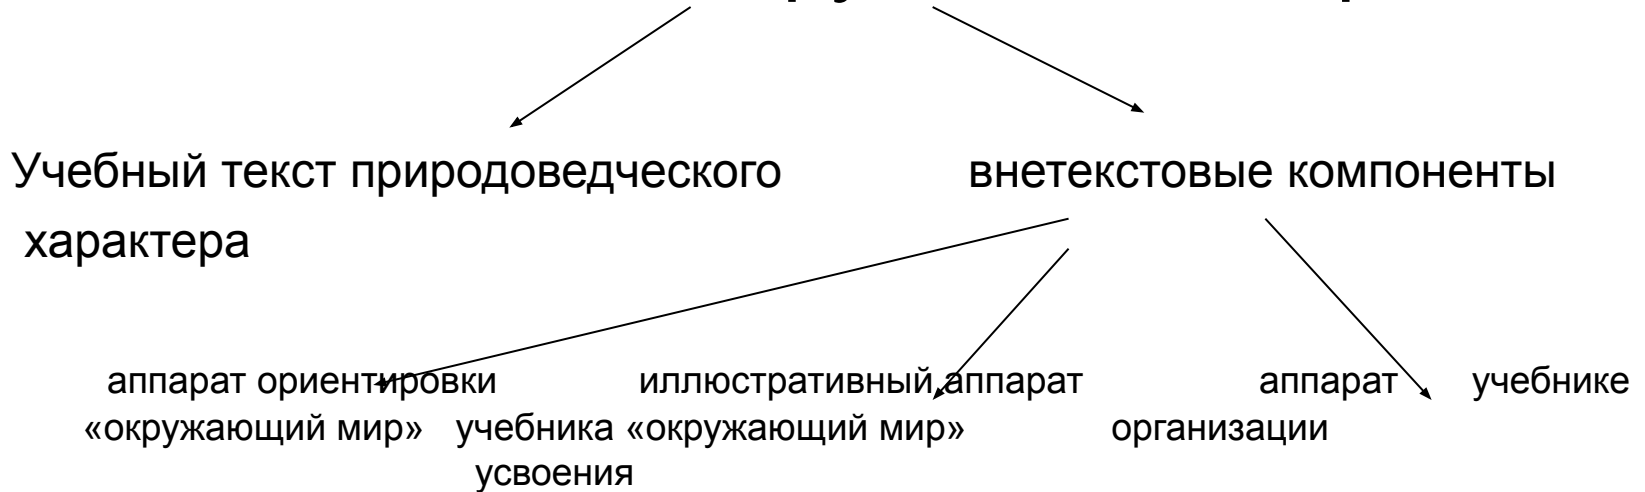 Учебный текст природоведческого внетекстовые компоненты
характера
аппарат ориентировки иллюстративный аппарат аппарат учебнике
«окружающий мир» учебника «окружающий мир» организации
усвоения